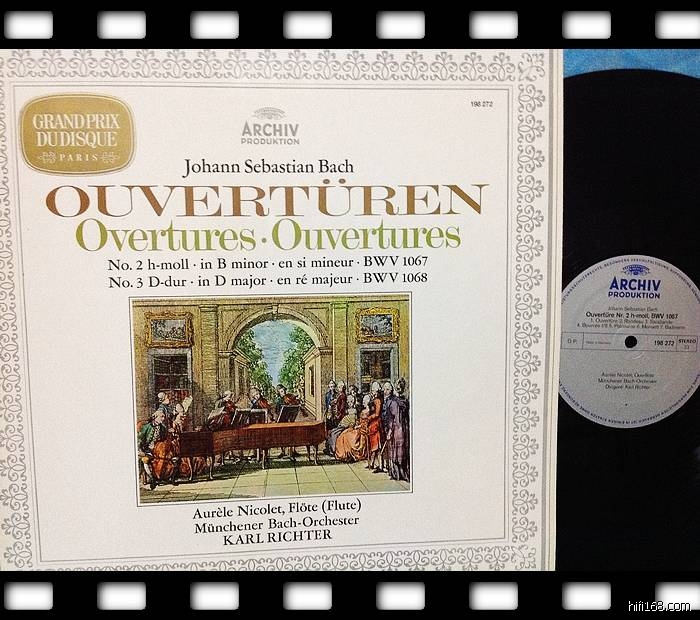 198 272
GRAND PRIX
DU DISQUE
PARIS
ARCHIV
PRODUKTION
Johann Sebastian Bach
OUVERTÜREN
Overtures · Ouvertures
No. 2 h-moll · in B minor · en si mineur · BWV 1067
No. 3 D-dur · in D major · en ré majeur · BWV 1068
Aurèle Nicolet, Flöte (Flute)
Münchener Bach-Orchester
KARL RICHTER
ARCHIV
PRODUKTION
Johann Sebastian Bach
Ouvertüre Nr. 2 h-moll, BWV 1067
198 272
STEREO
33
Aurèle Nicolet, Querflöte
Münchener Bach-Orchester
Dirigent: Karl Richter
hifi168.com